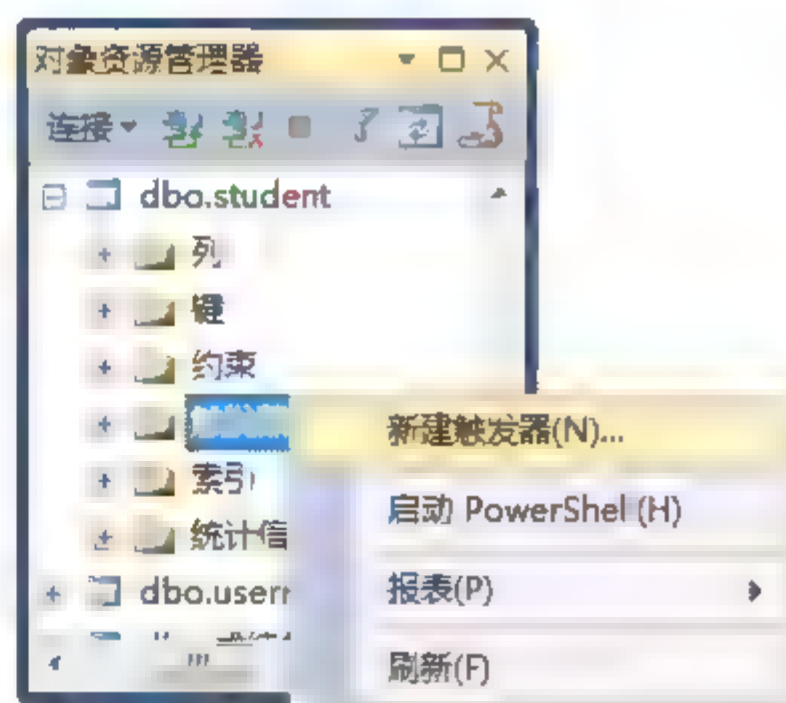 对象资源管理器
连接
dbo.student
列
键
约束
新建触发器(N)...
索引
启动 PowerShell(H)
统计信
dbo.usern
报表(P)
刷新(F)